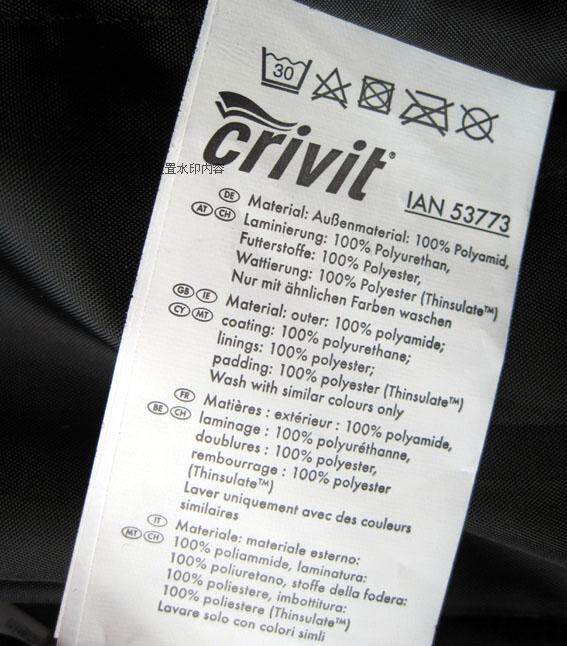 30
crivit®
置水印内容
IAN 53773
DE AT CH
Material: Außenmaterial: 100% Polyamid,
Laminierung: 100% Polyurethan,
Futterstoffe: 100% Polyester,
Wattierung: 100% Polyester (Thinsulate™)
Nur mit ähnlichen Farben waschen
GB IE CY MT
Material: outer: 100% polyamide;
coating: 100% polyurethane;
linings: 100% polyester;
padding: 100% polyester (Thinsulate™)
Wash with similar colours only
FR BE CH
Matières : extérieur : 100% polyamide,
laminage : 100% polyuréthanne,
doublures : 100% polyester,
rembourrage : 100% polyester
(Thinsulate™)
Laver uniquement avec des couleurs
similaires
IT MT CH
Materiale: materiale esterno:
100% poliammide, laminatura:
100% poliuretano, stoffe della fodera:
100% poliestere, imbottitura:
100% poliestere (Thinsulate™)
Lavare solo con colori simli